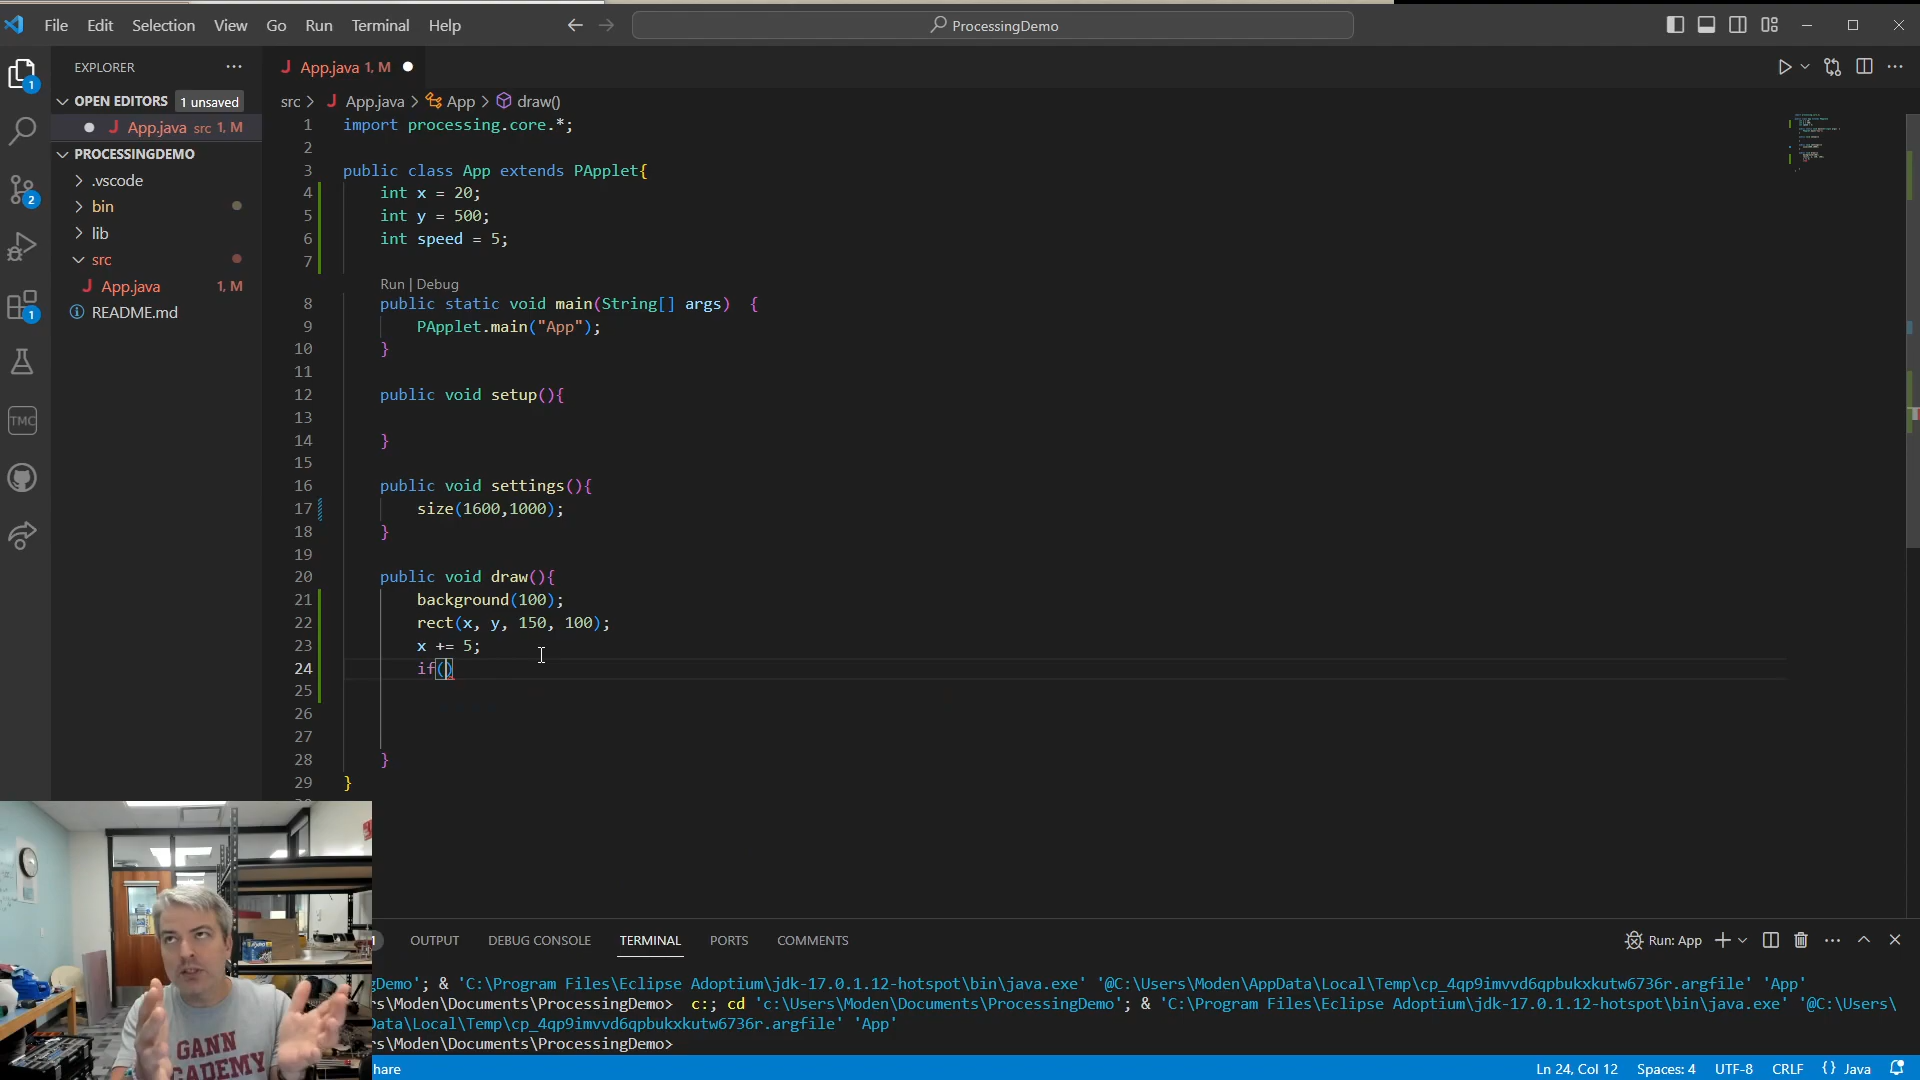 File Edit Selection View Go Run Terminal Help
ProcessingDemo
EXPLORER
OPEN EDITORS 1 unsaved
App.java src 1, M
PROCESSINGDEMO
.vscode
bin
lib
src
App.java 1, M
README.md
1
2
1
TMC
App.java 1, M
src App.java App draw()
1 import processing.core.*;
2
3 public class App extends PApplet{
4 int x = 20;
5 int y = 500;
6 int speed = 5;
7
Run | Debug
8 public static void main(String[] args) {
9 PApplet.main("App");
10 }
11
12 public void setup(){
13
14 }
15
16 public void settings(){
17 size(1600,1000);
18 }
19
20 public void draw(){
21 background(100);
22 rect(x, y, 150, 100);
23 x += 5;
24 if()
25
26
27
28 }
29 }
1 OUTPUT DEBUG CONSOLE TERMINAL PORTS COMMENTS
Run: App
gDemo'; & 'C:\Program Files\Eclipse Adoptium\jdk-17.0.1.12-hotspot\bin\java.exe' '@C:\Users\Moden\AppData\Local\Temp\cp_4qp9imvvd6qpbukxkutw6736r.argfile' 'App'
rs\Moden\Documents\ProcessingDemo> c:; cd 'c:\Users\Moden\Documents\ProcessingDemo'; & 'C:\Program Files\Eclipse Adoptium\jdk-17.0.1.12-hotspot\bin\java.exe' '@C:\Users\
Data\Local\Temp\cp_4qp9imvvd6qpbukxkutw6736r.argfile' 'App'
rs\Moden\Documents\ProcessingDemo>
GANN
ACADEMY
hare
Ln 24, Col 12 Spaces: 4 UTF-8 CRLF {} Java